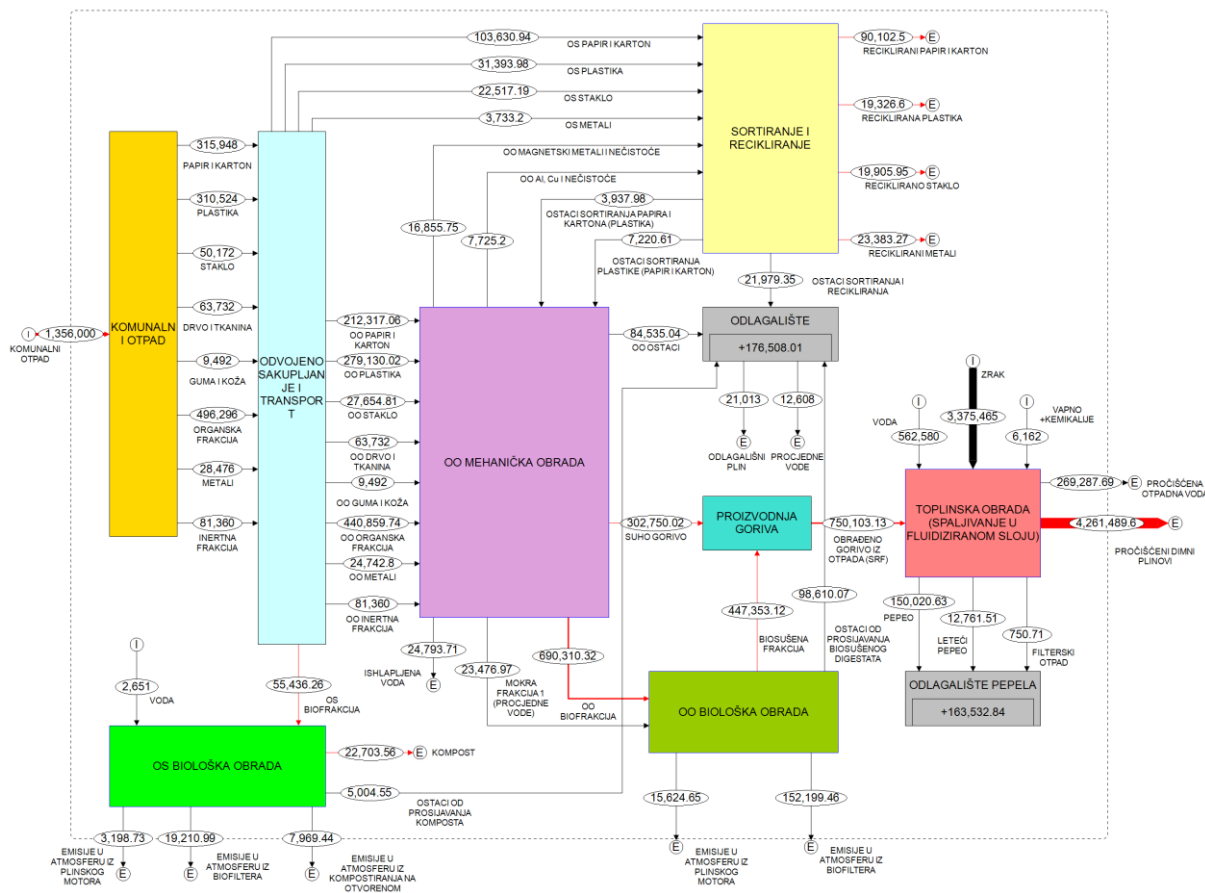 103,630.94
OS PAPIR I KARTON
90,102.5
E
RECIKLIRANI PAPIR I KARTON
31,393.98
OS PLASTIKA
22,517.19
OS STAKLO
19,326.6
E
RECIKLIRANA PLASTIKA
3,733.2
OS METALI
SORTIRANJE I
RECIKLIRANJE
315,948
PAPIR I KARTON
OO MAGNETSKI METALI I NEČISTOĆE
OO Al, Cu I NEČISTOĆE
19,905.95
E
RECIKLIRANO STAKLO
310,524
PLASTIKA
3,937.98
OSTACI SORTIRANJA PAPIRA I
KARTONA (PLASTIKA)
16,855.75
7,725.2
7,220.61
OSTACI SORTIRANJA
PLASTIKE (PAPIR I KARTON)
23,383.27
E
RECIKLIRANI METALI
50,172
STAKLO
21,979.35
OSTACI SORTIRANJA I
RECIKLIRANJA
63,732
DRVO I TKANINA
I
1,356,000
KOMUNALNI
OTPAD
KOMUNALN
I OTPAD
ODVOJENO
SAKUPLJAN
JE I
TRANSPOR
T
212,317.06
OO PAPIR I
KARTON
84,535.04
OO OSTACI
ODLAGALIŠTE
+176,508.01
9,492
GUMA I KOŽA
279,130.02
OO PLASTIKA
I
ZRAK
496,296
ORGANSKA
FRAKCIJA
27,654.81
OO STAKLO
21,013
12,608
I
3,375,465
I
VAPNO
+KEMIKALIJE
VODA
562,580
6,162
63,732
OO DRVO I
TKANINA
E
ODLAGALIŠNI
PLIN
E
PROCJEDNE
VODE
28,476
METALI
OO MEHANIČKA OBRADA
9,492
OO GUMA I KOŽA
269,287.69
E
PROČIŠĆENA
OTPADNA VODA
81,360
INERTNA
FRAKCIJA
440,859.74
OO ORGANSKA
FRAKCIJA
302,750.02
SUHO GORIVO
PROIZVODNJA
GORIVA
750,103.13
OBRAĐENO
GORIVO IZ
OTPADA (SRF)
TOPLINSKA OBRADA
(SPALJIVANJE U
FLUIDIZIRANOM SLOJU)
4,261,489.6
E
PROČIŠĆENI DIMNI
PLINOVI
24,742.8
OO METALI
81,360
OO INERTNA
FRAKCIJA
447,353.12
BIOSUŠENA
FRAKCIJA
98,610.07
OSTACI OD
PROSIJAVANJA
BIOSUŠENOG
DIGESTATA
150,020.63
PEPEO
12,761.51
LETEĆI
PEPEO
750.71
FILTERSKI
OTPAD
24,793.71
ISHLAPLJENA
VODA
E
23,476.97
MOKRA
FRAKCIJA 1
(PROCJEDNE
VODE)
690,310.32
OO
BIOFRAKCIJA
I
2,651
VODA
55,436.26
OS
BIOFRAKCIJA
ODLAGALIŠTE PEPELA
+163,532.84
OO BIOLOŠKA OBRADA
OS BIOLOŠKA OBRADA
22,703.56
E
KOMPOST
5,004.55
OSTACI OD
PROSIJAVANJA
KOMPOSTA
15,624.65
152,199.46
3,198.73
19,210.99
7,969.44
EMISIJE U
ATMOSFERU IZ
PLINSKOG
MOTORA
E
EMISIJE U
ATMOSFERU IZ
BIOFILTERA
E
EMISIJE U
ATMOSFERU IZ
PLINSKOG
MOTORA
E
EMISIJE U
ATMOSFERU IZ
BIOFILTERA
E
EMISIJE U
ATMOSFERU IZ
KOMPOSTIRANJA NA
OTVORENOM
E